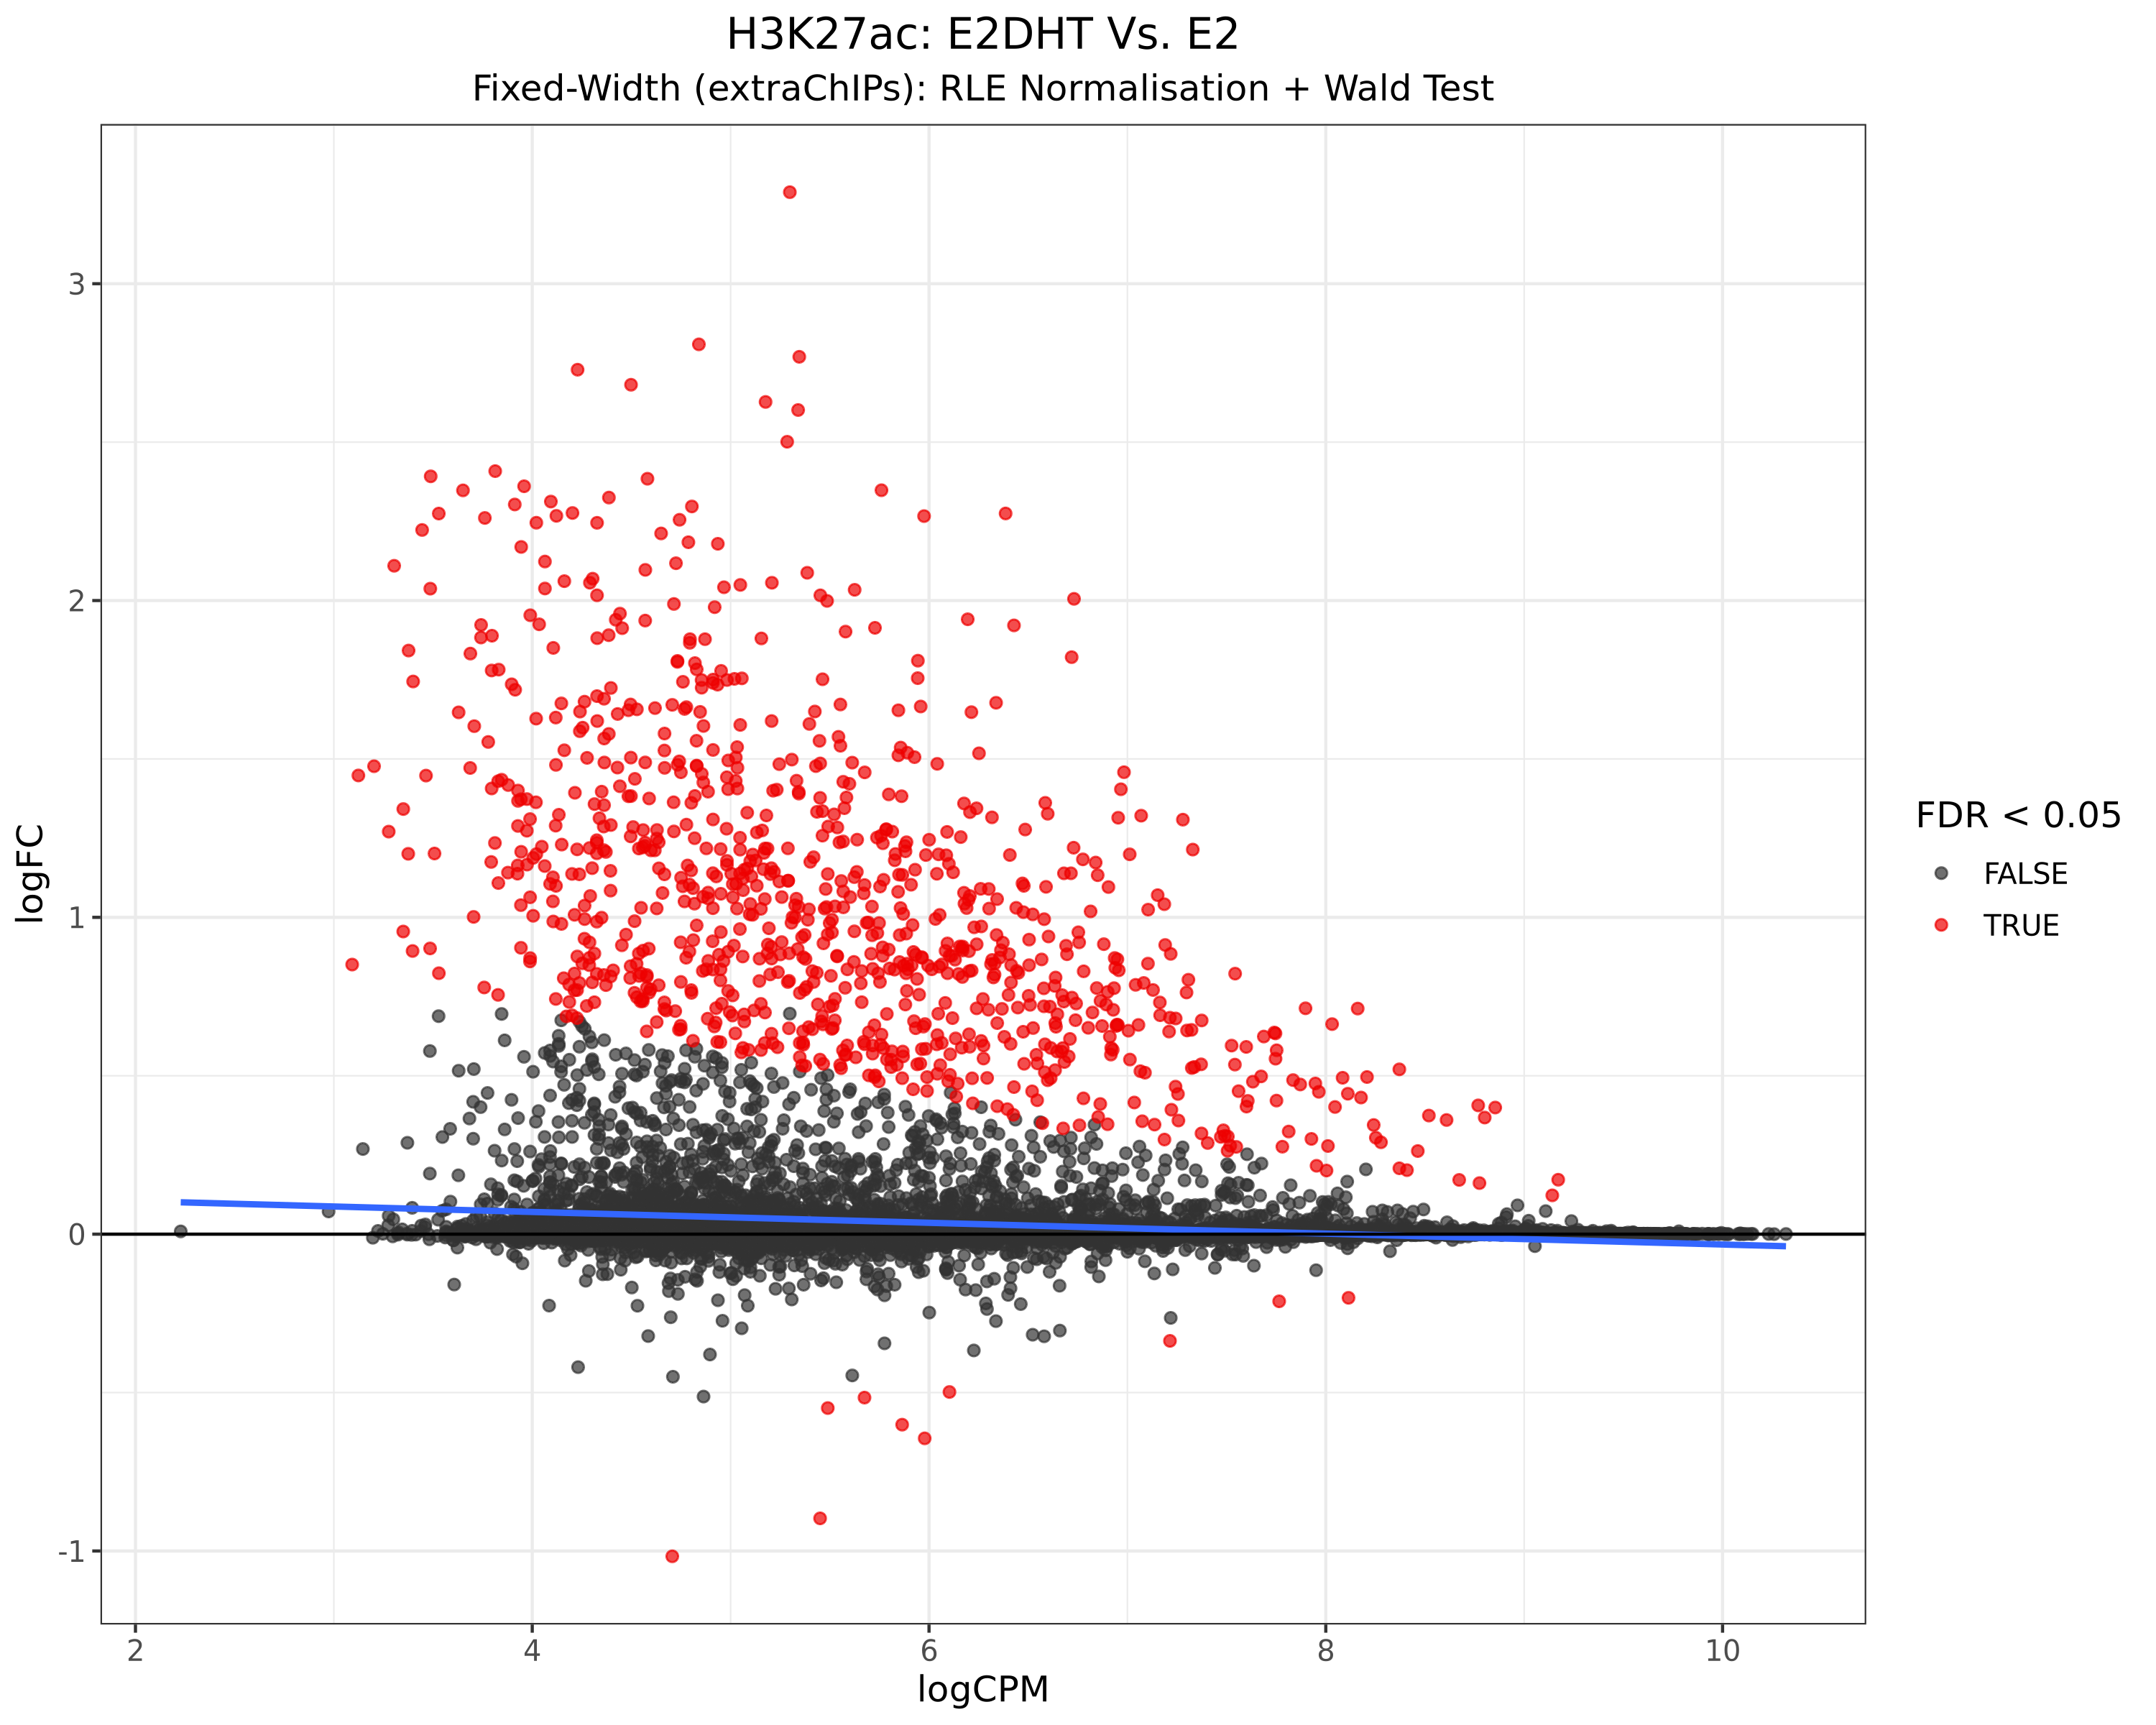 H3K27ac: E2DHT Vs. E2
Fixed-Width (extraChIPs): RLE Normalisation + Wald Test
3
2
1
0
-1
logFC
2 4 6 8 10
logCPM
FDR < 0.05
FALSE
TRUE